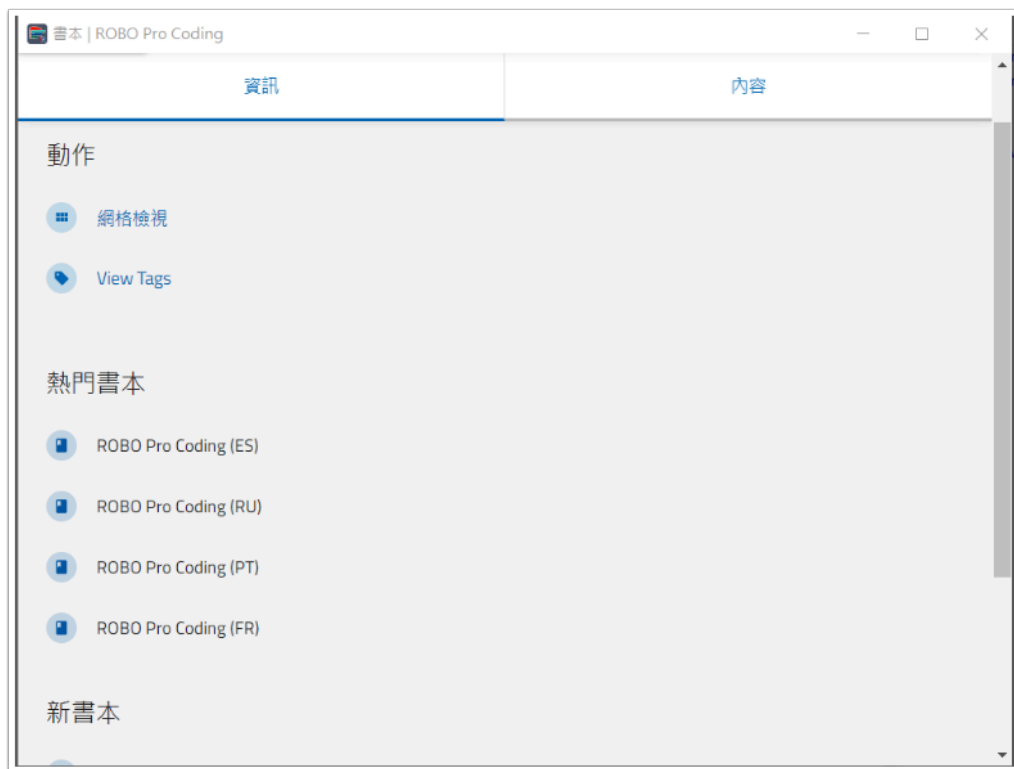 書本 | ROBO Pro Coding
資訊
內容
動作
網格檢視
View Tags
熱門書本
ROBO Pro Coding (ES)
ROBO Pro Coding (RU)
ROBO Pro Coding (PT)
ROBO Pro Coding (FR)
新書本